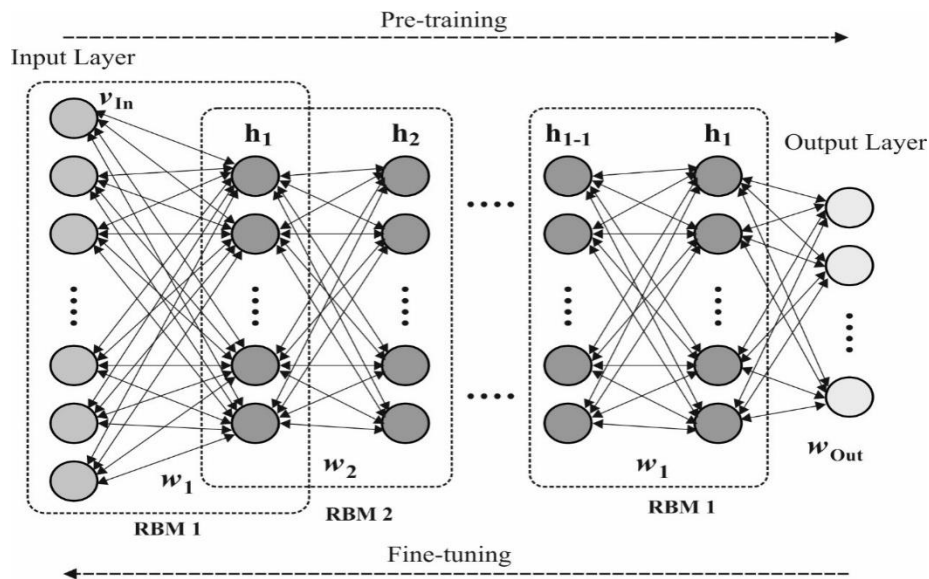 Pre-training
Input Layer
v_In
h_1
h_2
h_1-1
h_1
Output Layer
w_1
w_2
w_1
w_Out
RBM 1
RBM 2
RBM 1
Fine-tuning